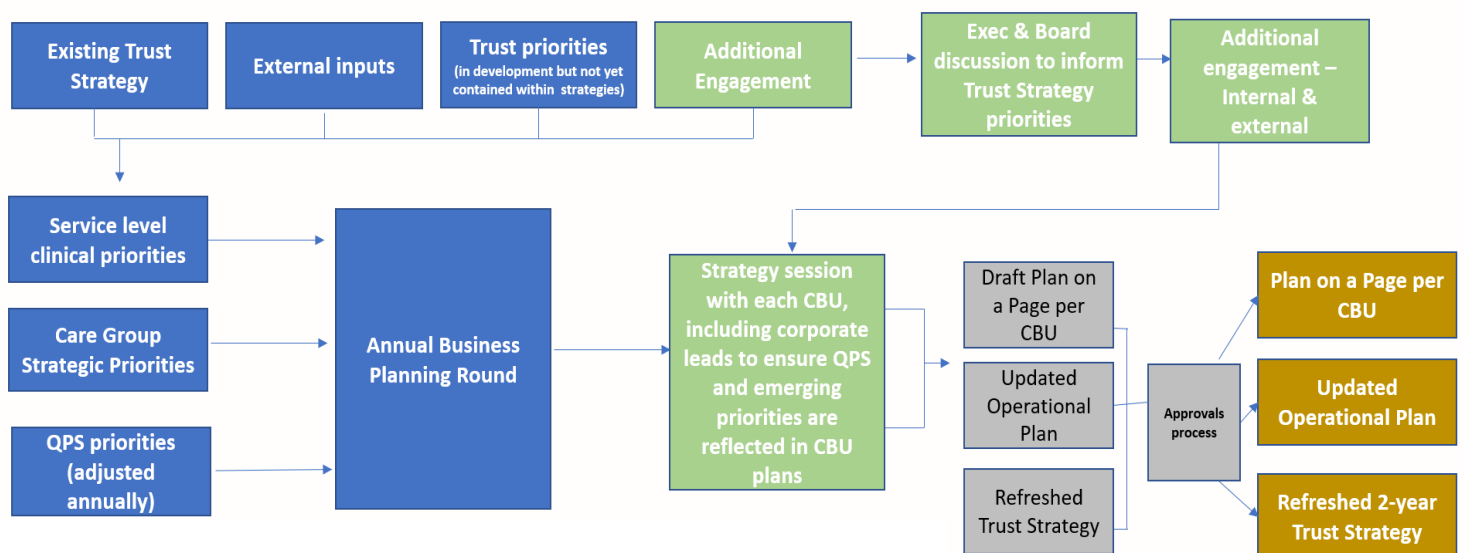 Existing Trust
Strategy
External inputs
Trust priorities
(in development but not yet
contained within strategies)
Additional
Engagement
Exec & Board
discussion to inform
Trust Strategy
priorities
Additional
engagement –
Internal &
external
Service level
clinical priorities
Care Group
Strategic Priorities
QPS priorities
(adjusted
annually)
Annual Business
Planning Round
Strategy session
with each CBU,
including corporate
leads to ensure QPS
and emerging
priorities are
reflected in CBU
plans
Draft Plan on
a Page per
CBU
Updated
Operational
Plan
Refreshed
Trust Strategy
Approvals
process
Plan on a Page per
CBU
Updated
Operational Plan
Refreshed 2-year
Trust Strategy